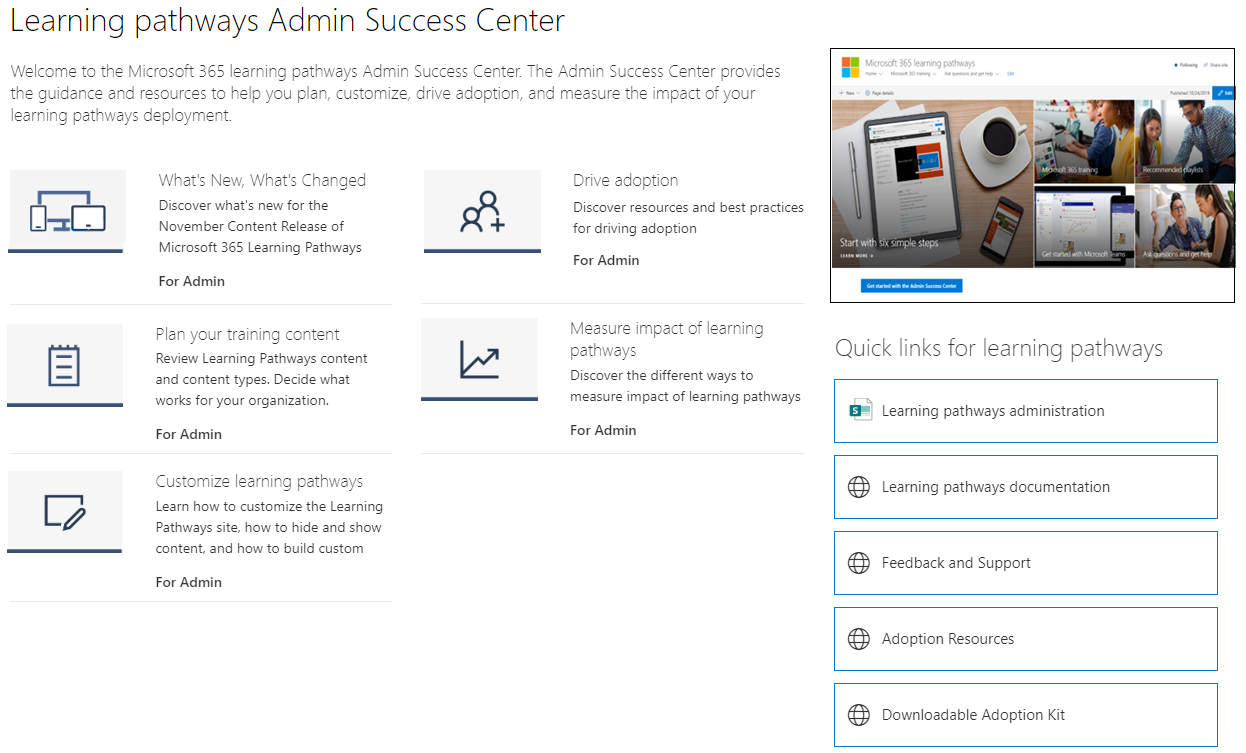 Learning pathways Admin Success Center
Welcome to the Microsoft 365 learning pathways Admin Success Center. The Admin Success Center provides
the guidance and resources to help you plan, customize, drive adoption, and measure the impact of your
learning pathways deployment.
What's New, What's Changed
Discover what's new for the
November Content Release of
Microsoft 365 Learning Pathways
For Admin
Plan your training content
Review Learning Pathways content
and content types. Decide what
works for your organization.
For Admin
Customize learning pathways
Learn how to customize the Learning
Pathways site, how to hide and show
content, and how to build custom
For Admin
Drive adoption
Discover resources and best practices
for driving adoption
For Admin
Measure impact of learning
pathways
Discover the different ways to
measure impact of learning pathways
For Admin
Microsoft 365 learning pathways
Home Microsoft 365 training Ask questions and get help Edit
Following Share site
+ New Page details
Published 10/24/2019 Edit
Start with six simple steps
LEARN MORE →
Microsoft 365 training
Recommended playlists
Get started with Microsoft Teams
Ask questions and get help
Get started with the Admin Success Center
Quick links for learning pathways
S Learning pathways administration
Learning pathways documentation
Feedback and Support
Adoption Resources
Downloadable Adoption Kit